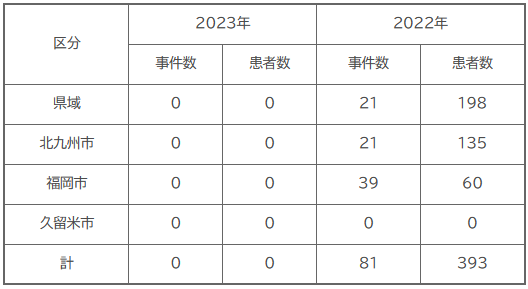 区分 2023年 2022年
事件数 患者数 事件数 患者数
県域 0 0 21 198
北九州市 0 0 21 135
福岡市 0 0 39 60
久留米市 0 0 0 0
計 0 0 81 393